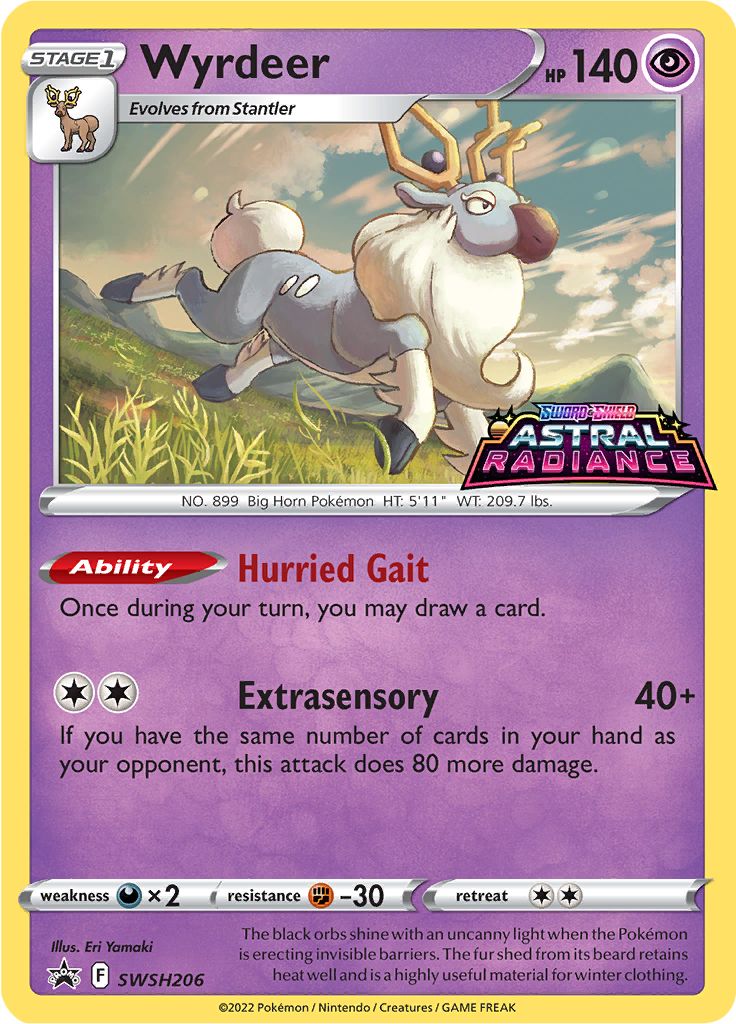 STAGE1
Wyrdeer
HP 140
Evolves from Stantler
SWORD & SHIELD
ASTRAL
RADIANCE
NO. 899 Big Horn Pokémon HT: 5'11" WT: 209.7 lbs.
Ability Hurried Gait
Once during your turn, you may draw a card.
Extrasensory 40+
If you have the same number of cards in your hand as
your opponent, this attack does 80 more damage.
weakness ×2 resistance -30 retreat
Illus. Eri Yamaki
The black orbs shine with an uncanny light when the Pokémon
is erecting invisible barriers. The fur shed from its beard retains
heat well and is a highly useful material for winter clothing.
PROMO F SWSH206
©2022 Pokémon / Nintendo / Creatures / GAME FREAK